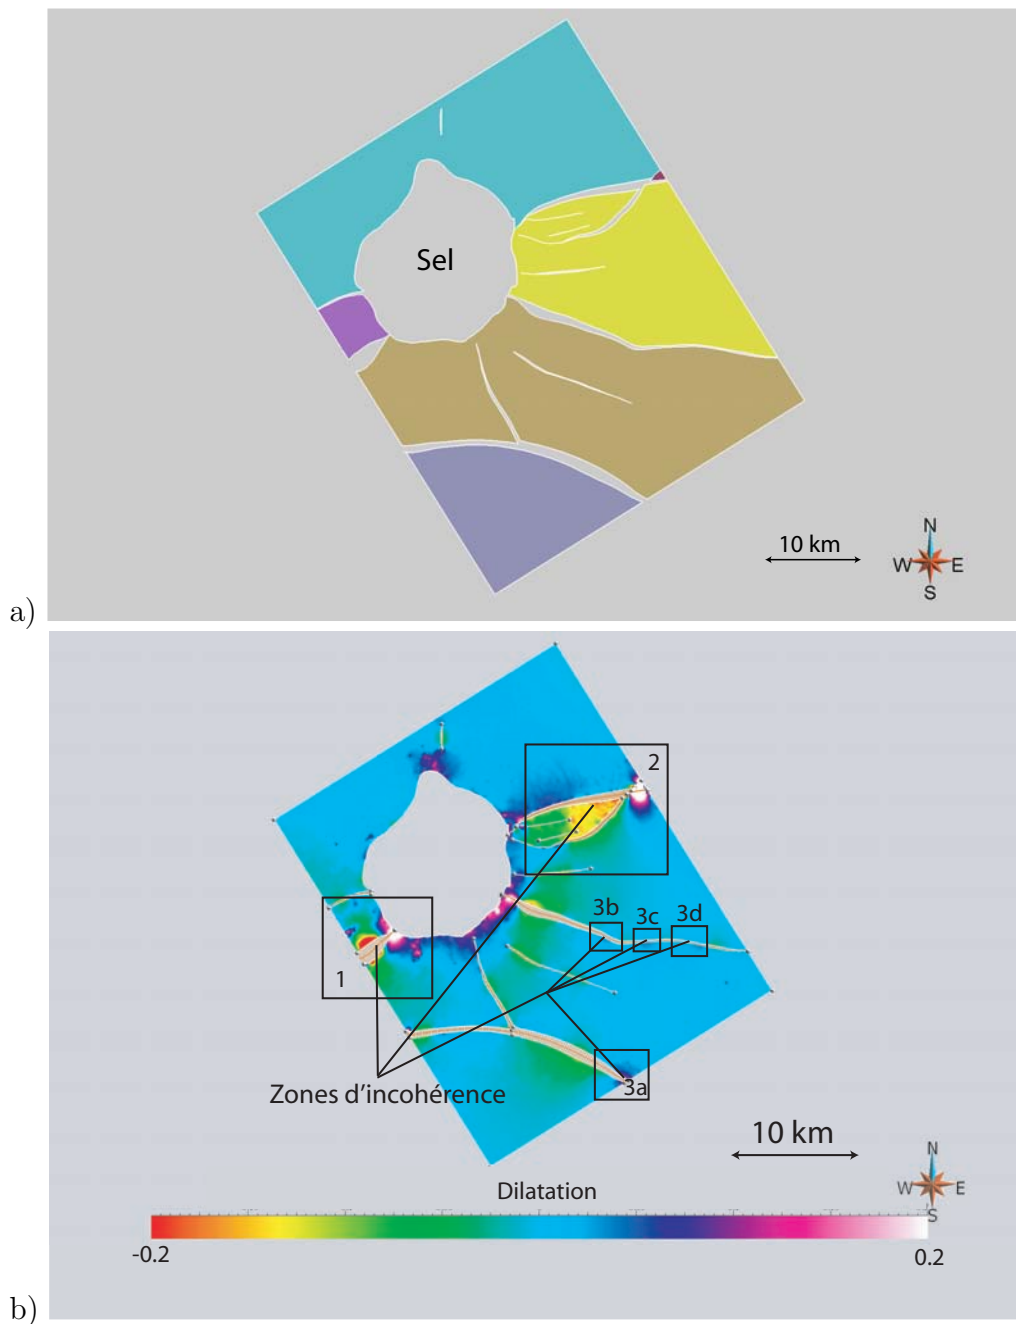 Sel
10 km
N
W E
S
a)
2
3b 3c 3d
1
Zones d'incohérence
3a
10 km
N
W E
S
Dilatation
-0.2 0.2
b)